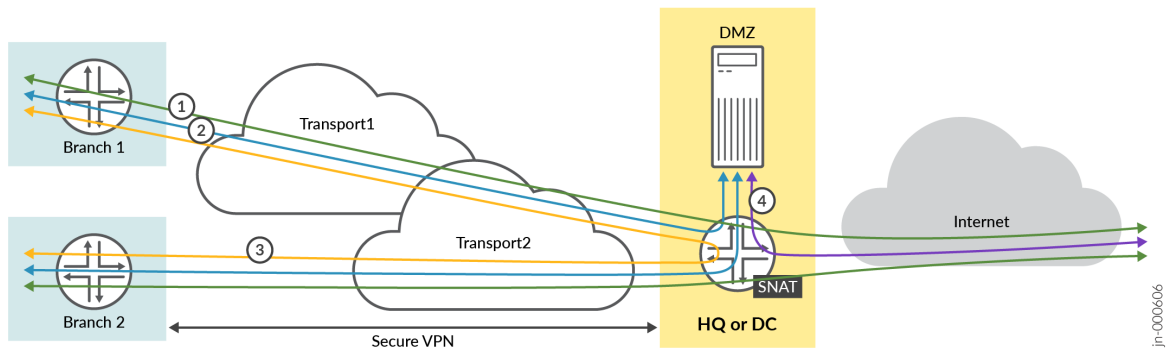 DMZ
1
2
Transport1
Branch 1
4
Internet
3
Transport2
SNAT
Branch 2
HQ or DC
Secure VPN
jn-000606